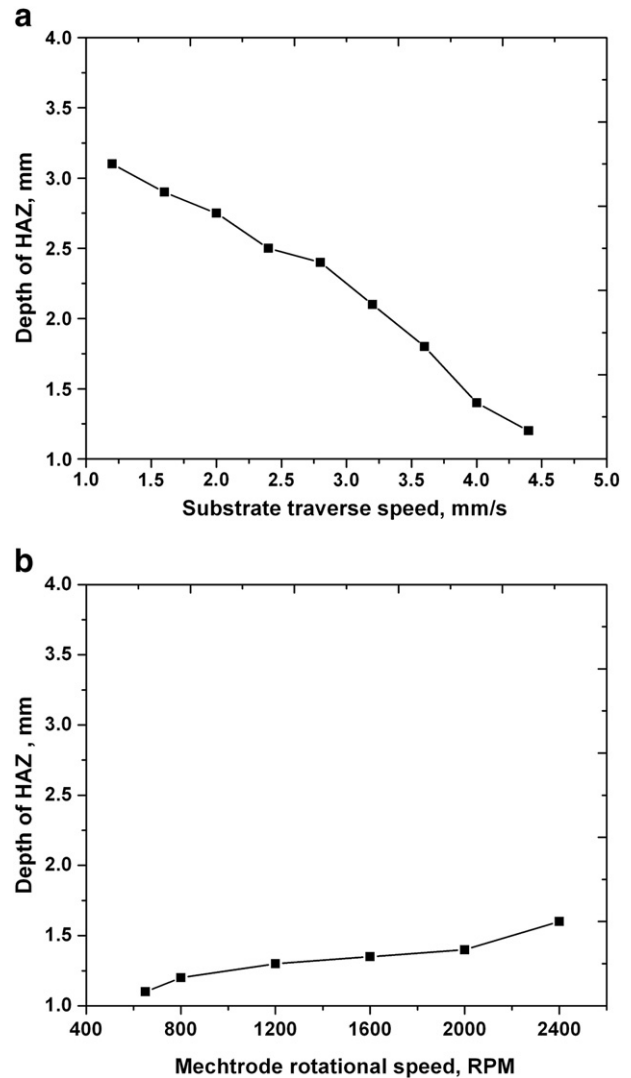 a
4.0
3.5
3.0
2.5
2.0
1.5
1.0
Depth of HAZ, mm
1.0 1.5 2.0 2.5 3.0 3.5 4.0 4.5 5.0
Substrate traverse speed, mm/s
b
4.0
3.5
3.0
2.5
2.0
1.5
1.0
Depth of HAZ , mm
400 800 1200 1600 2000 2400
Mechtrode rotational speed, RPM